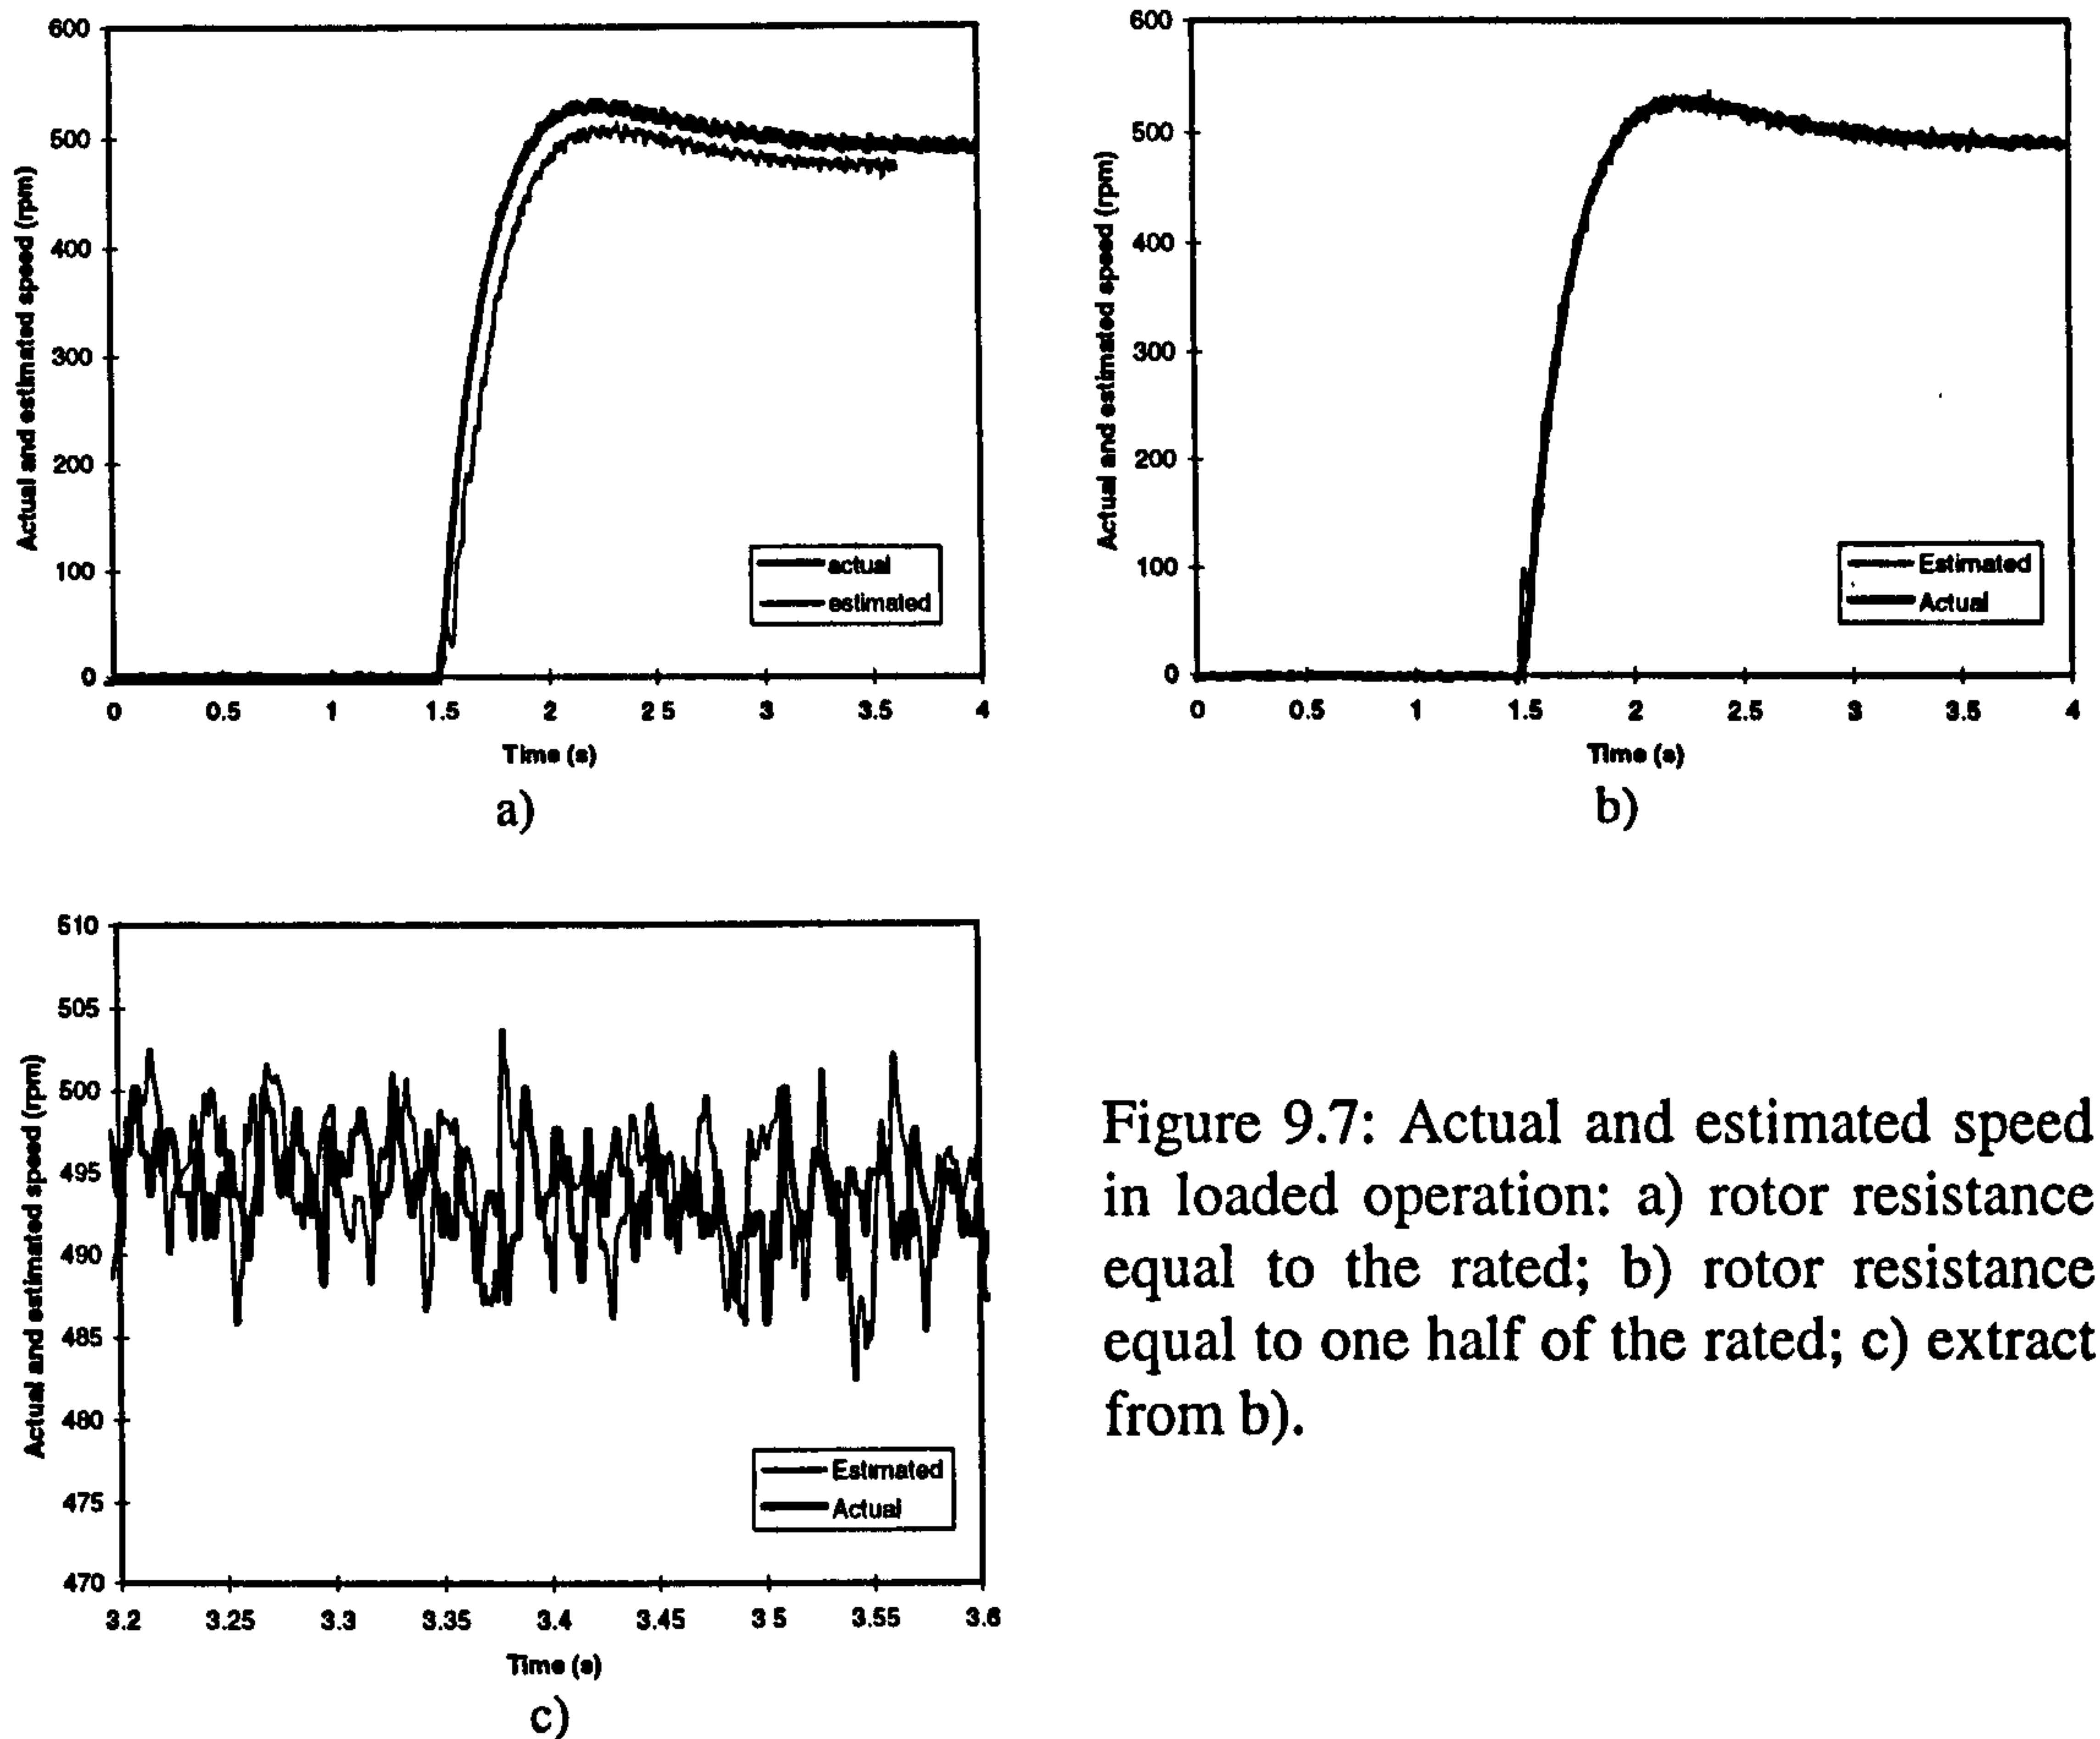 600
500
400
300
200
100
0
Actual and estimated speed (rpm)
actual
estimated
0 0.5 1 1.5 2 2 5 3 3.5 4
Time (s)
a)
600
500
400
300
200
100
0
Actual and estimated speed (rpm)
Estimated
Actual
0 0.5 1 1.5 2 2.5 3 3.5 4
Time (s)
b)
510
505
500
495
490
485
480
475
470
Actual and estimated speed (rpm)
Estimated
Actual
3.2 3.25 3.3 3.35 3.4 3.45 3 5 3.55 3.6
Time (s)
c)
Figure 9.7: Actual and estimated speed
in loaded operation: a) rotor resistance
equal to the rated; b) rotor resistance
equal to one half of the rated; c) extract
from b).